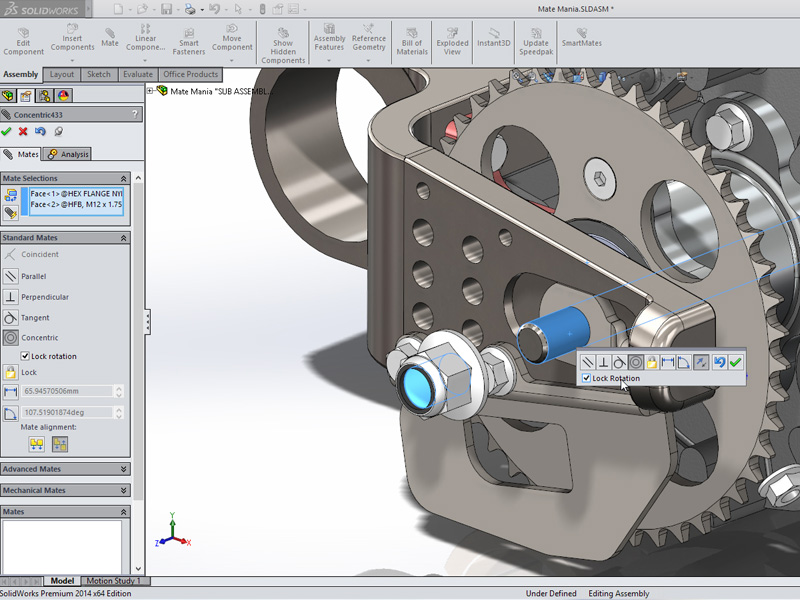 SOLIDWORKS
Mate Mania.SLDASM *
Edit Component
Insert Components
Mate
Linear Compone...
Smart Fasteners
Move Component
Show Hidden Components
Assembly Features
Reference Geometry
Bill of Materials
Exploded View
Instant3D
Update Speedpak
SmartMates
Assembly Layout Sketch Evaluate Office Products
Mate Mania "SUB ASSEMBL...
Concentric433 ?
Mates Analysis
Mate Selections
Face<1> @HEX FLANGE NY
Face<2> @HFB, M12 x 1.75
Standard Mates
Coincident
Parallel
Perpendicular
Tangent
Concentric
Lock rotation
Lock Rotation
Lock
65.94570506mm
107.51901874deg
Mate alignment:
Advanced Mates
Mechanical Mates
Mates
Y
Z X
Model Motion Study 1
SolidWorks Premium 2014 x64 Edition
Under Defined Editing Assembly